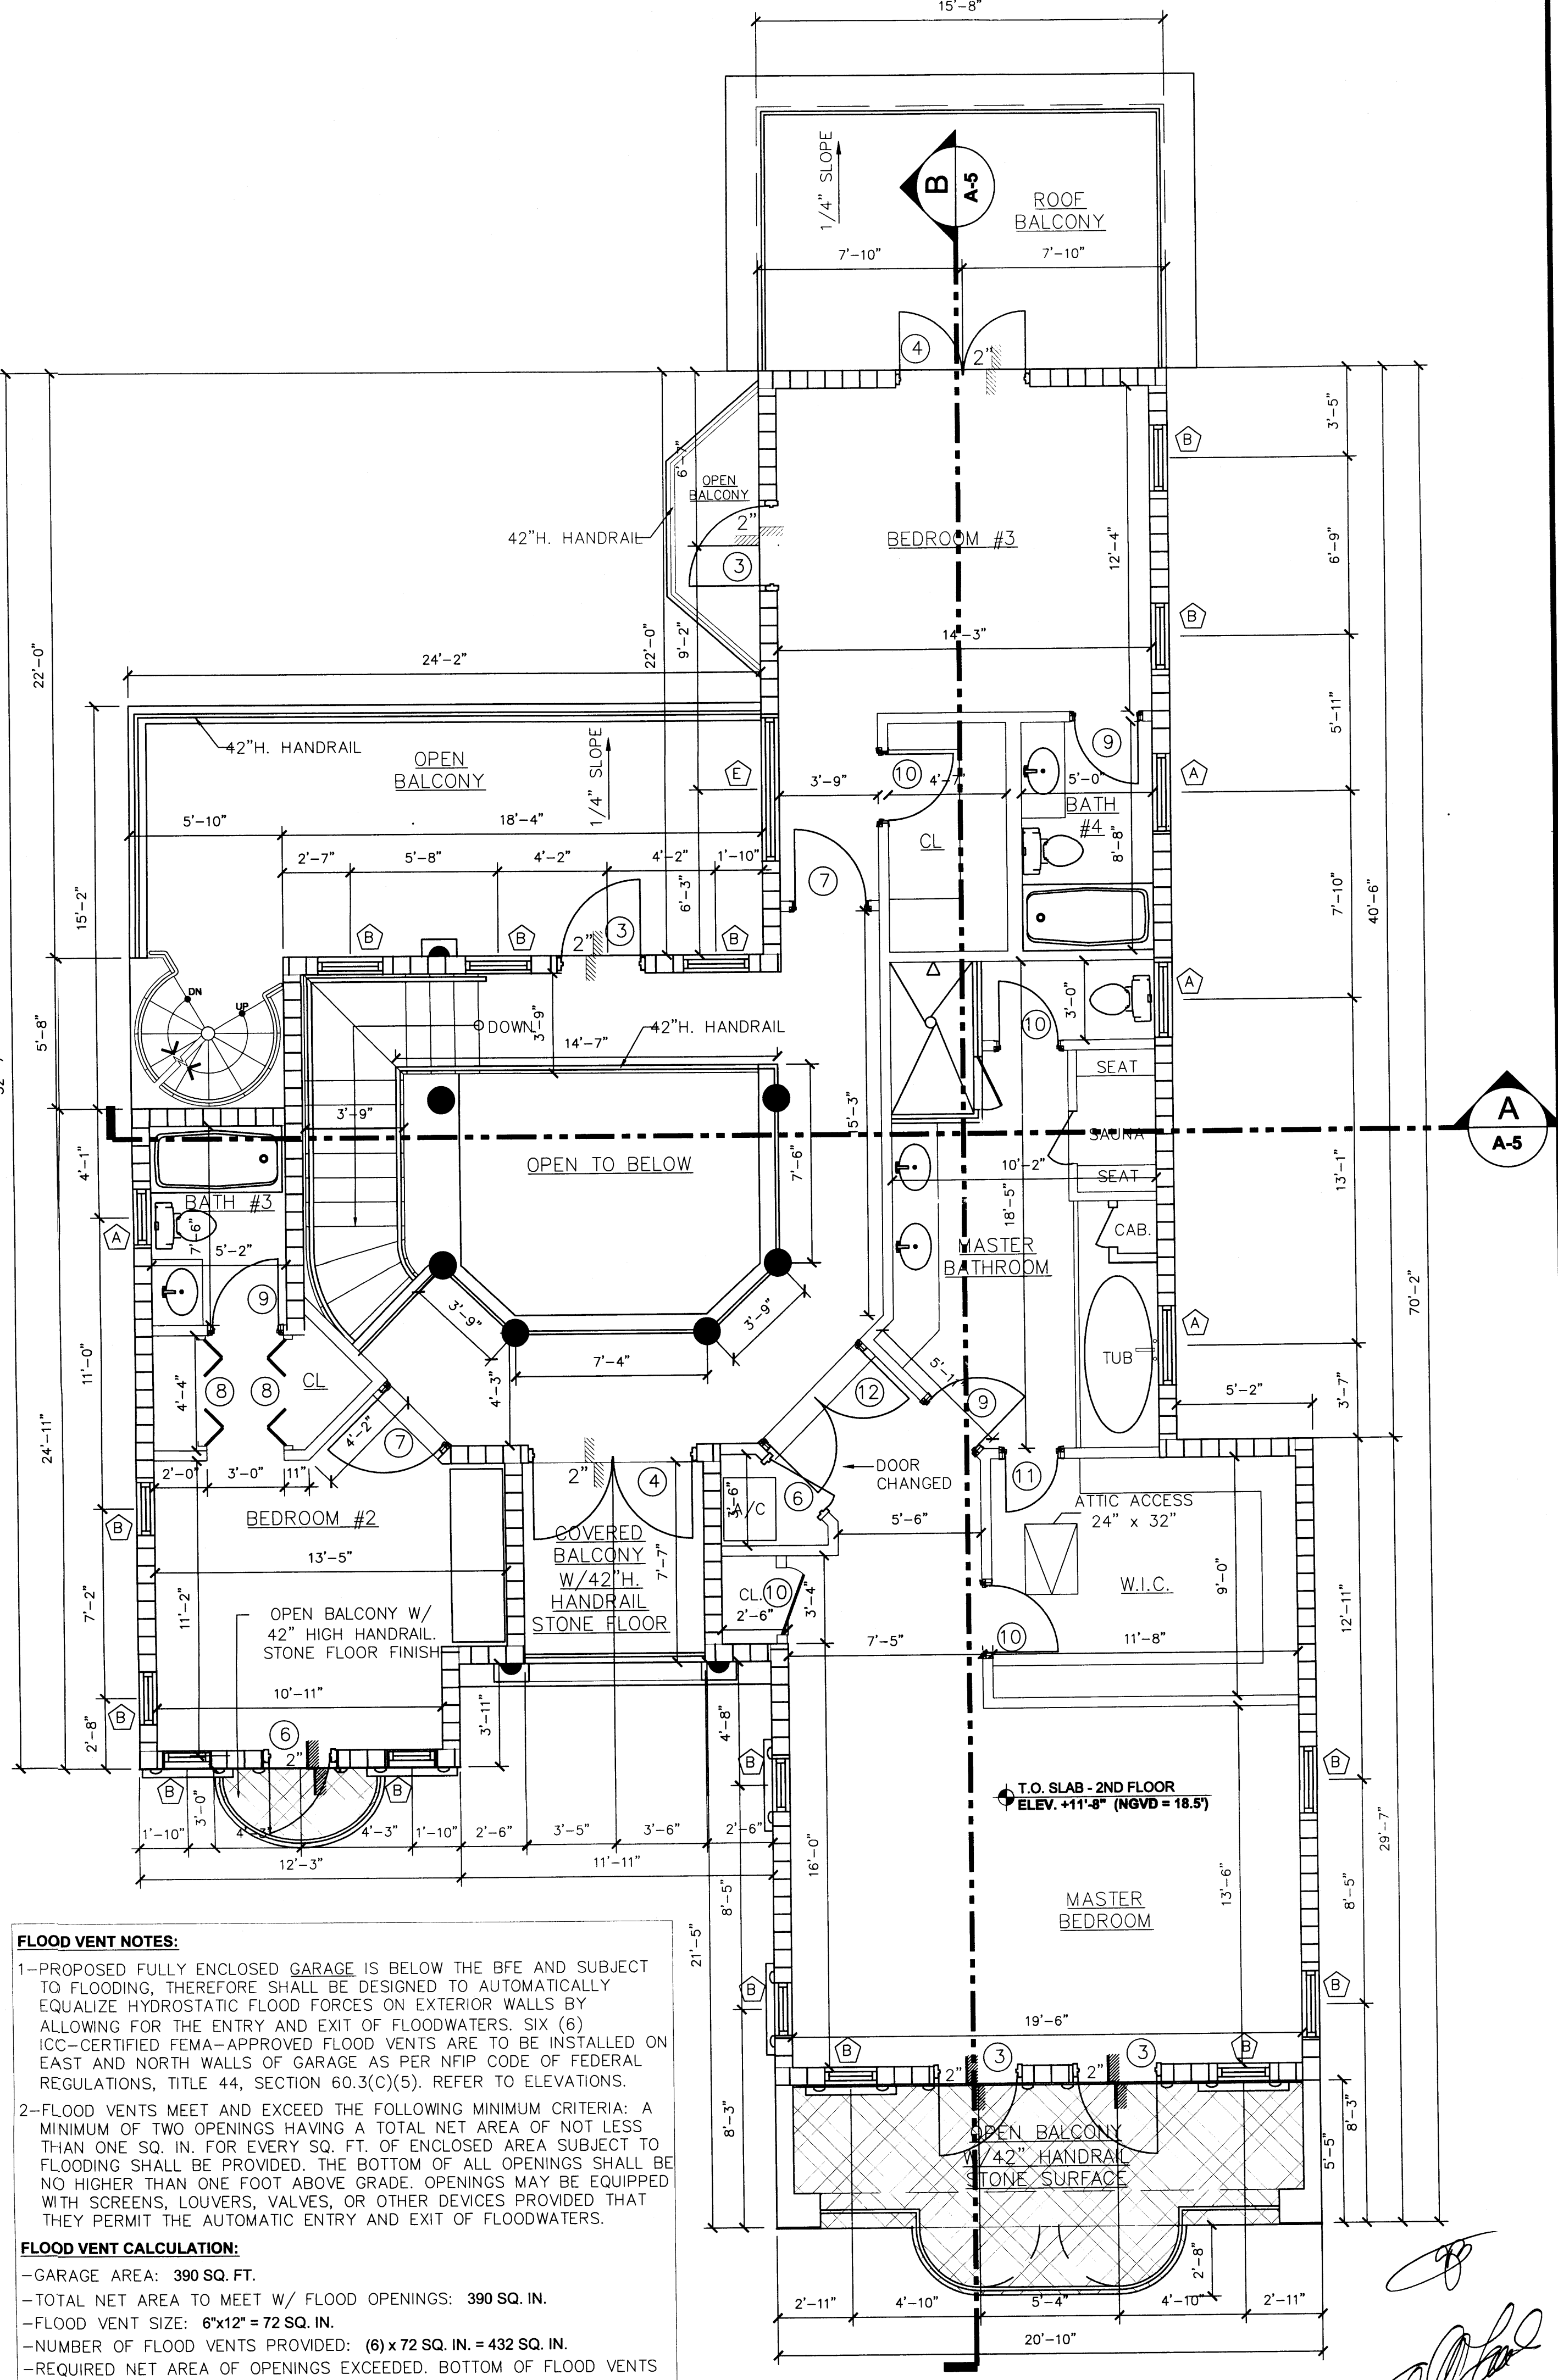 15'-8"
1/4" SLOPE
B
A-5
ROOF
BALCONY
7'-10"
7'-10"
4
2"
3'-5"
B
6'-7"
OPEN
BALCONY
2"
42"H. HANDRAIL
3
BEDROOM #3
12'-4"
6'-9"
B
14'-3"
22'-0"
22'-0"
9'-2"
24'-2"
5'-11"
42"H. HANDRAIL
OPEN
BALCONY
1/4" SLOPE
E
3'-9"
10
4'-7"
9
5'-0"
A
BATH
#4
8'-8"
CL
5'-10"
18'-4"
2'-7"
5'-8"
4'-2"
4'-2"
1'-10"
7
7'-10"
40'-6"
15'-2"
6'-3"
B
B
2"
3
B
A
DN
UP
5'-8"
DOWN
3'-9"
42"H. HANDRAIL
14'-7"
10
3'-0"
SEAT
3'-9"
5'-3"
A
A-5
SAUNA
SEAT
OPEN TO BELOW
7'-6"
10'-2"
18'-5"
13'-1"
4'-1"
BATH #3
7'-6"
5'-2"
A
CAB.
MASTER
BATHROOM
70'-2"
9
3'-9"
3'-9"
A
11'-0"
TUB
7'-4"
4'-4"
8
8
CL
4'-3"
5'-11"
12
9
5'-2"
3'-7"
24'-11"
4'-2"
7
2'-0"
3'-0"
11"
2"
4
DOOR
CHANGED
6
3'-6"
A/C
11
ATTIC ACCESS
24" x 32"
B
BEDROOM #2
13'-5"
5'-6"
COVERED
BALCONY
W/42"H.
HANDRAIL
STONE FLOOR
7'-7"
CL.
10
2'-6"
3'-4"
W.I.C.
9'-0"
12'-11"
7'-2"
11'-2"
OPEN BALCONY W/
42" HIGH HANDRAIL.
STONE FLOOR FINISH
7'-5"
10
11'-8"
10'-11"
B
2'-8"
6
2"
3'-11"
4'-8"
B
B
B
B
3'-0"
T.O. SLAB - 2ND FLOOR
ELEV. +11'-8" (NGVD = 18.5')
1'-10"
4'-3"
4'-3"
1'-10"
2'-6"
3'-5"
3'-6"
2'-6"
12'-3"
11'-11"
16'-0"
13'-6"
29'-7"
8'-5"
8'-5"
MASTER
BEDROOM
21'-5"
B
B
19'-6"
B
2"
3
2"
3
B
8'-3"
OPEN BALCONY
W/42" HANDRAIL
STONE SURFACE
5'-5"
8'-3"
2'-8"
2'-11"
4'-10"
5'-4"
4'-10"
2'-11"
20'-10"
FLOOD VENT NOTES:
1-PROPOSED FULLY ENCLOSED GARAGE IS BELOW THE BFE AND SUBJECT
TO FLOODING, THEREFORE SHALL BE DESIGNED TO AUTOMATICALLY
EQUALIZE HYDROSTATIC FLOOD FORCES ON EXTERIOR WALLS BY
ALLOWING FOR THE ENTRY AND EXIT OF FLOODWATERS. SIX (6)
ICC-CERTIFIED FEMA-APPROVED FLOOD VENTS ARE TO BE INSTALLED ON
EAST AND NORTH WALLS OF GARAGE AS PER NFIP CODE OF FEDERAL
REGULATIONS, TITLE 44, SECTION 60.3(C)(5). REFER TO ELEVATIONS.
2-FLOOD VENTS MEET AND EXCEED THE FOLLOWING MINIMUM CRITERIA: A
MINIMUM OF TWO OPENINGS HAVING A TOTAL NET AREA OF NOT LESS
THAN ONE SQ. IN. FOR EVERY SQ. FT. OF ENCLOSED AREA SUBJECT TO
FLOODING SHALL BE PROVIDED. THE BOTTOM OF ALL OPENINGS SHALL BE
NO HIGHER THAN ONE FOOT ABOVE GRADE. OPENINGS MAY BE EQUIPPED
WITH SCREENS, LOUVERS, VALVES, OR OTHER DEVICES PROVIDED THAT
THEY PERMIT THE AUTOMATIC ENTRY AND EXIT OF FLOODWATERS.
FLOOD VENT CALCULATION:
-GARAGE AREA: 390 SQ. FT.
-TOTAL NET AREA TO MEET W/ FLOOD OPENINGS: 390 SQ. IN.
-FLOOD VENT SIZE: 6"x12" = 72 SQ. IN.
-NUMBER OF FLOOD VENTS PROVIDED: (6) x 72 SQ. IN. = 432 SQ. IN.
-REQUIRED NET AREA OF OPENINGS EXCEEDED. BOTTOM OF FLOOD VENTS